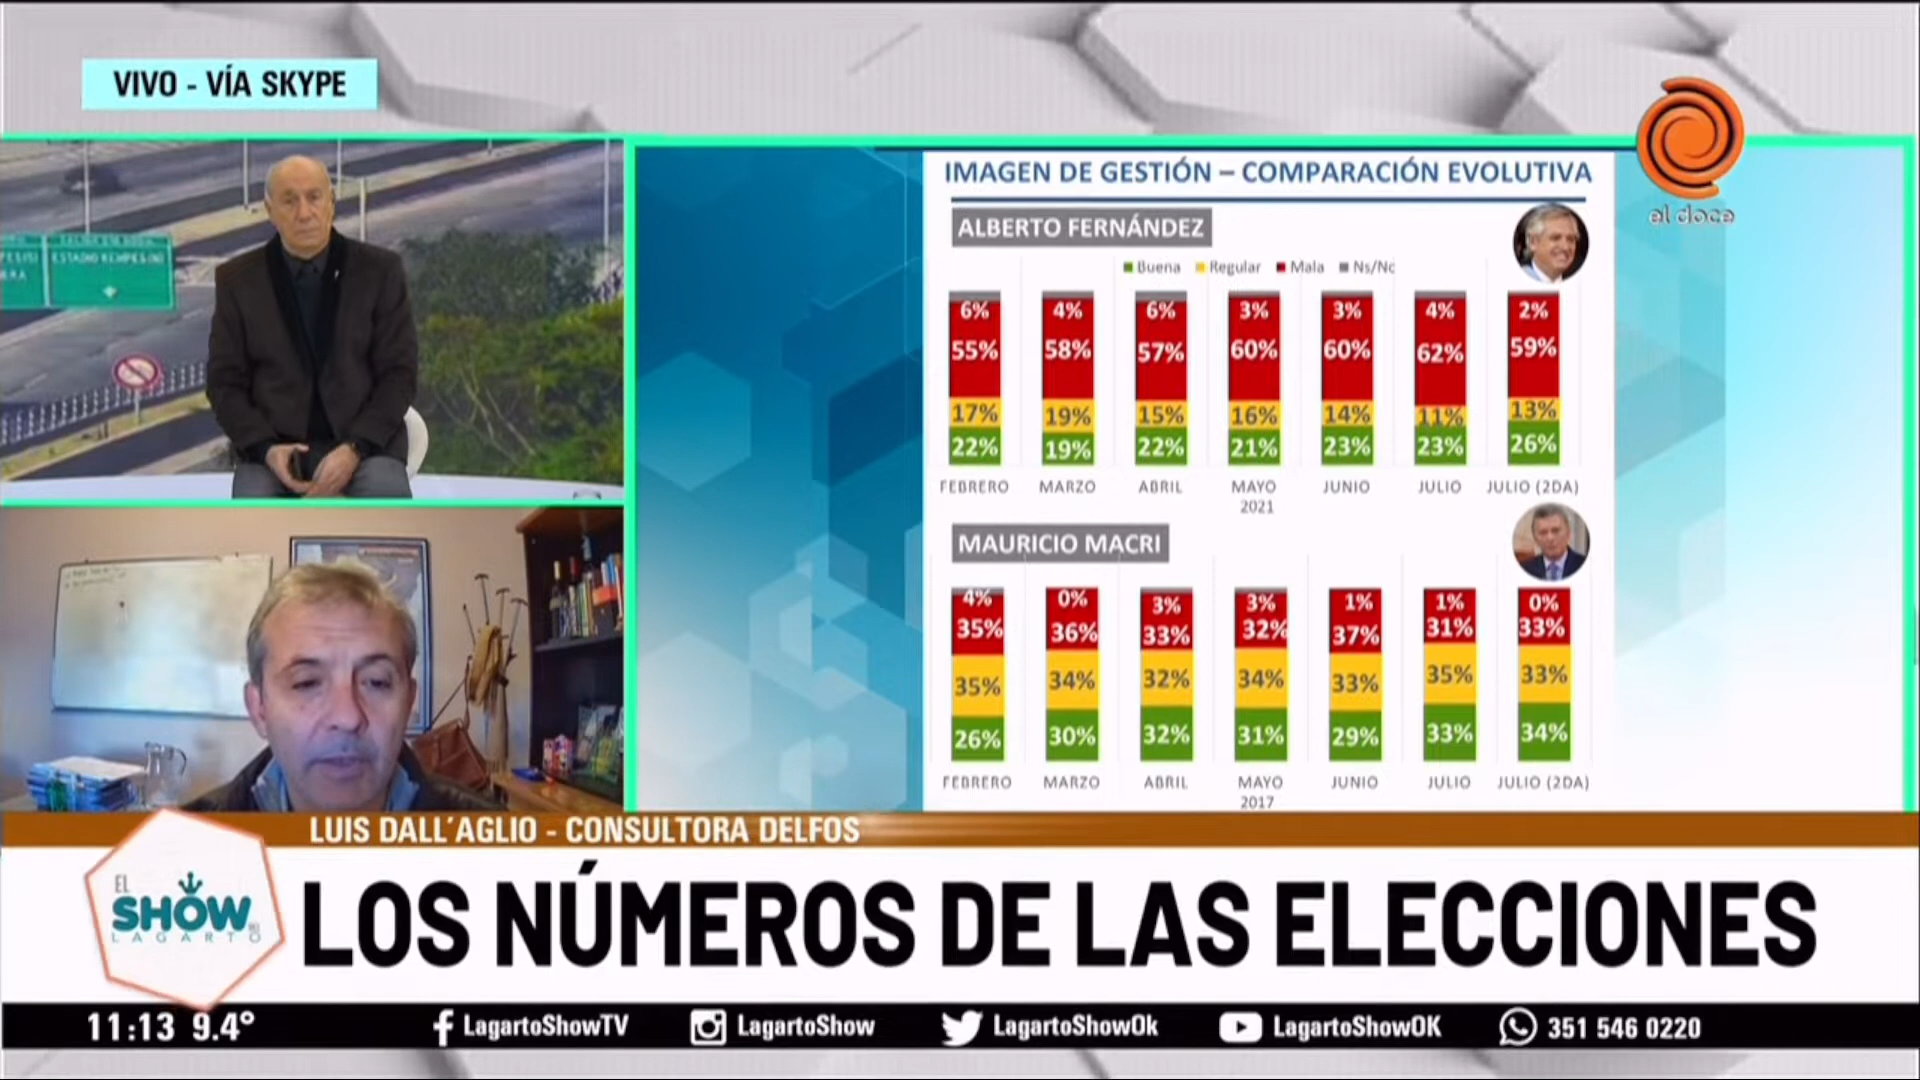 VIVO - VÍA SKYPE
el doce
ESTADIO KEMPES(N)
IMAGEN DE GESTIÓN – COMPARACIÓN EVOLUTIVA
ALBERTO FERNÁNDEZ
Buena Regular Mala Ns/Nc
6% 4% 6% 3% 3% 4% 2%
55% 58% 57% 60% 60% 62% 59%
17% 19% 15% 16% 14% 11% 13%
22% 19% 22% 21% 23% 23% 26%
FEBRERO MARZO ABRIL MAYO JUNIO JULIO JULIO (2DA)
2021
MAURICIO MACRI
4% 0% 3% 3% 1% 1% 0%
35% 36% 33% 32% 37% 31% 33%
35% 34% 32% 34% 33% 35% 33%
26% 30% 32% 31% 29% 33% 34%
FEBRERO MARZO ABRIL MAYO JUNIO JULIO JULIO (2DA)
2017
LUIS DALL´AGLIO - CONSULTORA DELFOS
EL
SHOW
LAGARTO
LOS NÚMEROS DE LAS ELECCIONES
11:13 9.4°
LagartoShowTV
LagartoShow
LagartoShowOk
LagartoShowOK
351 546 0220